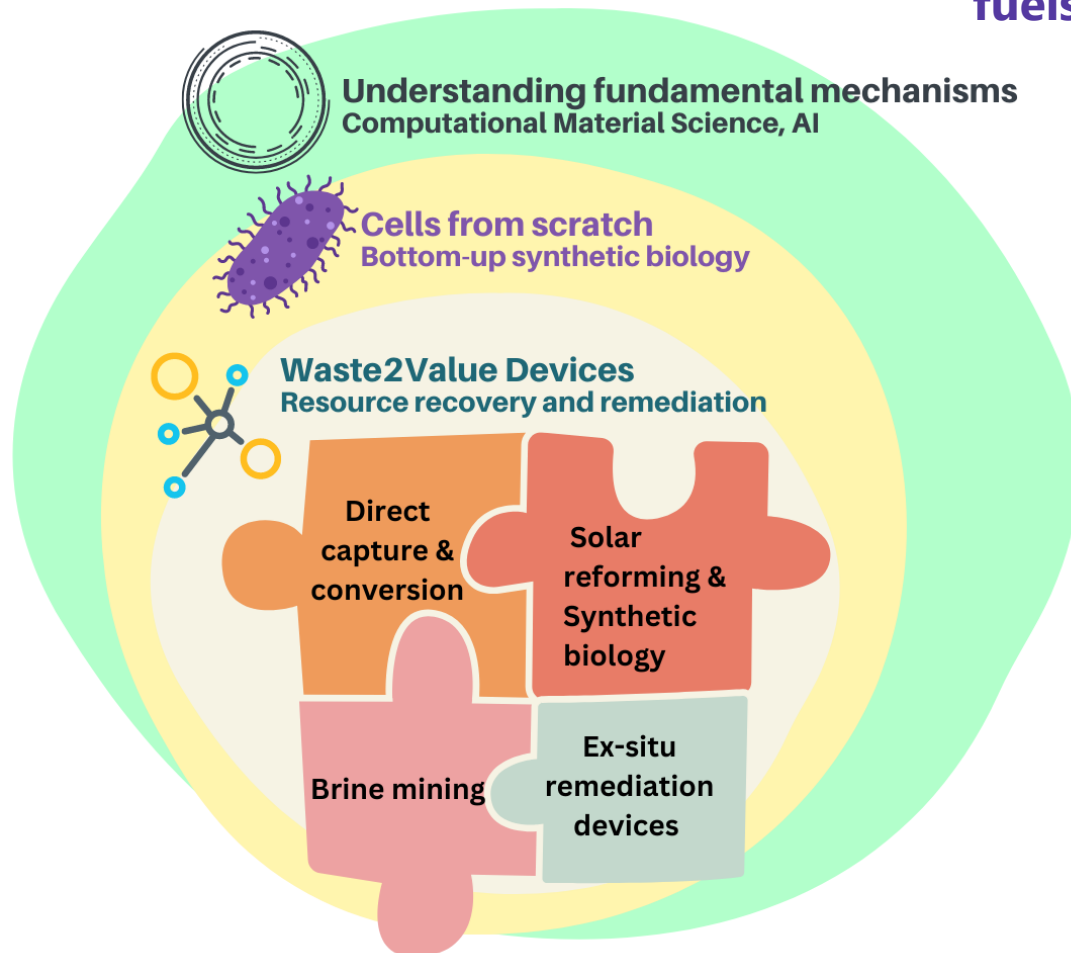 fuels
Understanding fundamental mechanisms
Computational Material Science, AI
Cells from scratch
Bottom-up synthetic biology
Waste2Value Devices
Resource recovery and remediation
Direct
capture &
conversion
Solar
reforming &
Synthetic
biology
Brine mining
Ex-situ
remediation
devices